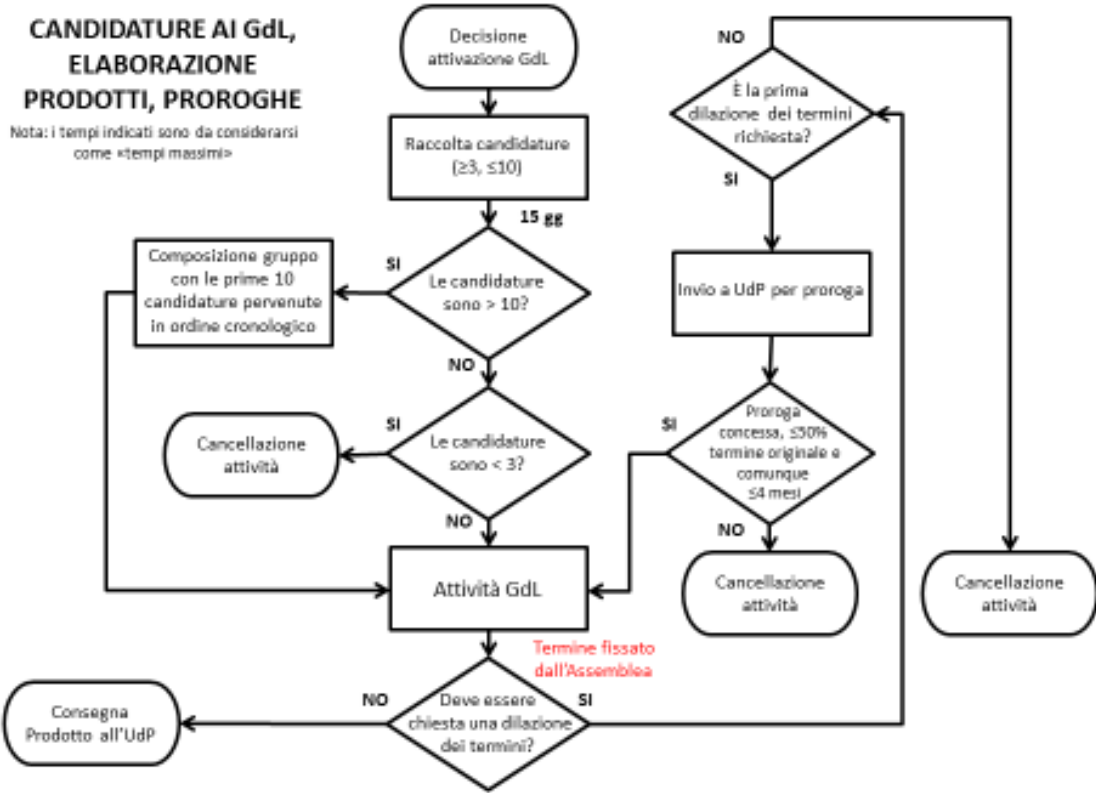 CANDIDATURE AI GdL,
ELABORAZIONE
PRODOTTI, PROROGHE
Nota: i tempi indicati sono da considerarsi
come «tempi massimi»
Decisione
attivazione GdL
Raccolta candidature
(≥3, ≤10)
15 gg
Le candidature
sono > 10?
SI
Composizione gruppo
con le prime 10
candidature pervenute
in ordine cronologico
NO
Le candidature
sono < 3?
SI
Cancellazione
attività
NO
Attività GdL
Termine fissato
dall'Assemblea
Deve essere
chiesta una dilazione
dei termini?
NO
SI
Consegna
Prodotto all'UdP
NO
È la prima
dilazione dei termini
richiesta?
SI
Invio a UdP per proroga
Proroga
concessa, ≤50%
termine originale e
comunque
≤4 mesi
SI
NO
Cancellazione
attività
Cancellazione
attività